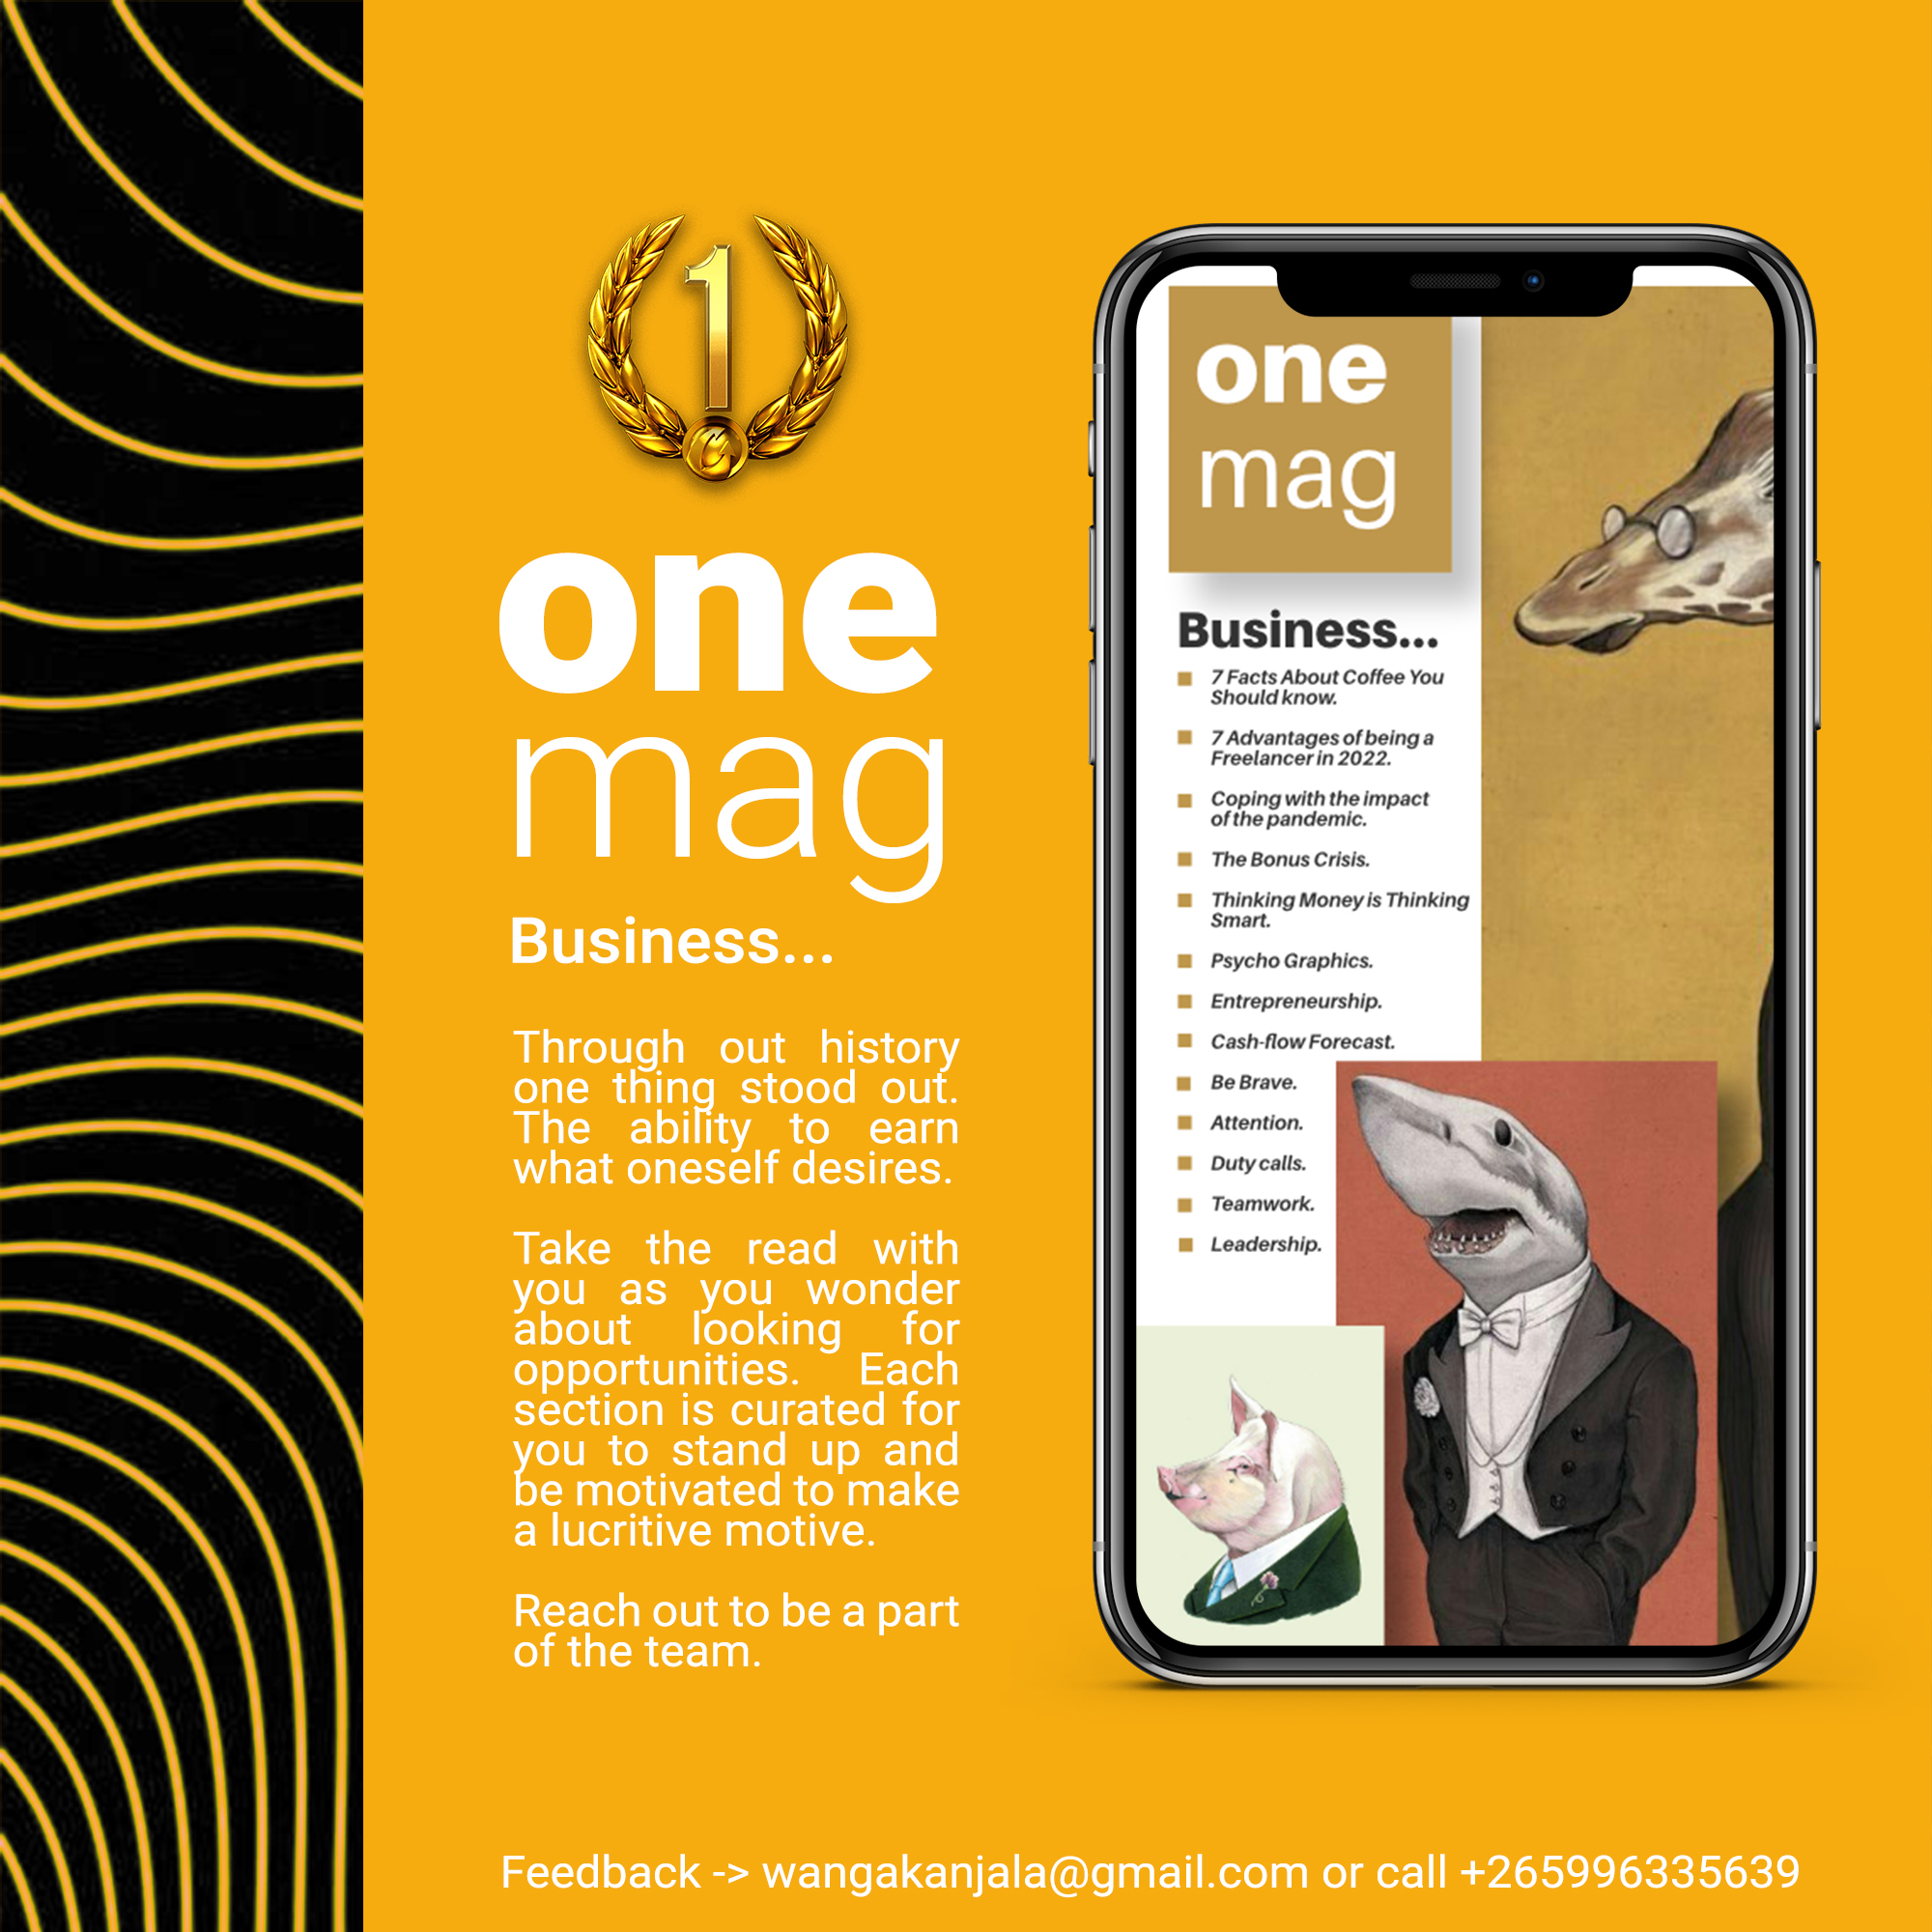 1
one
mag
Business...
Through out history
one thing stood out.
The ability to earn
what oneself desires.
Take the read with
you as you wonder
about looking for
opportunities. Each
section is curated for
you to stand up and
be motivated to make
a lucritive motive.
Reach out to be a part
of the team.
one
mag
Business...
7 Facts About Coffee You
Should know.
7 Advantages of being a
Freelancer in 2022.
Coping with the impact
of the pandemic.
The Bonus Crisis.
Thinking Money is Thinking
Smart.
Psycho Graphics.
Entrepreneurship.
Cash-flow Forecast.
Be Brave.
Attention.
Duty calls.
Teamwork.
Leadership.
Feedback -> wangakanjala@gmail.com or call +265996335639